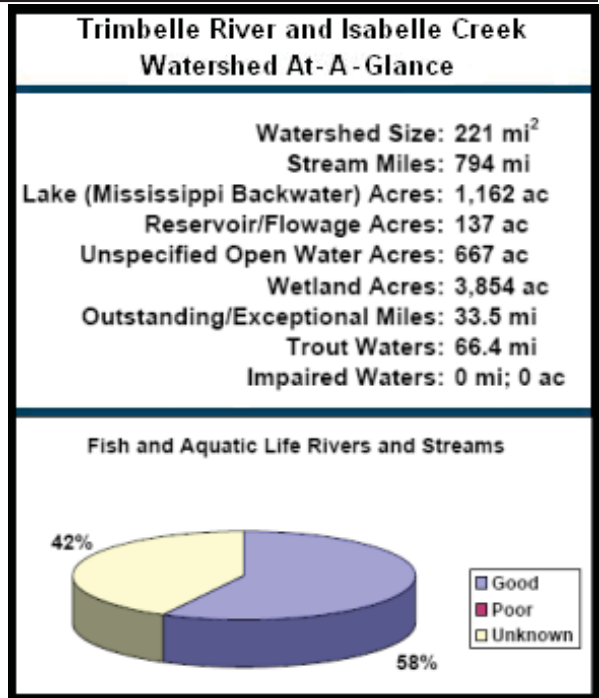 Trimbelle River and Isabelle Creek
Watershed At-A-Glance
Watershed Size: 221 mi²
Stream Miles: 794 mi
Lake (Mississippi Backwater) Acres: 1,162 ac
Reservoir/Flowage Acres: 137 ac
Unspecified Open Water Acres: 667 ac
Wetland Acres: 3,854 ac
Outstanding/Exceptional Miles: 33.5 mi
Trout Waters: 66.4 mi
Impaired Waters: 0 mi; 0 ac
Fish and Aquatic Life Rivers and Streams
42%
Good
Poor
Unknown
58%